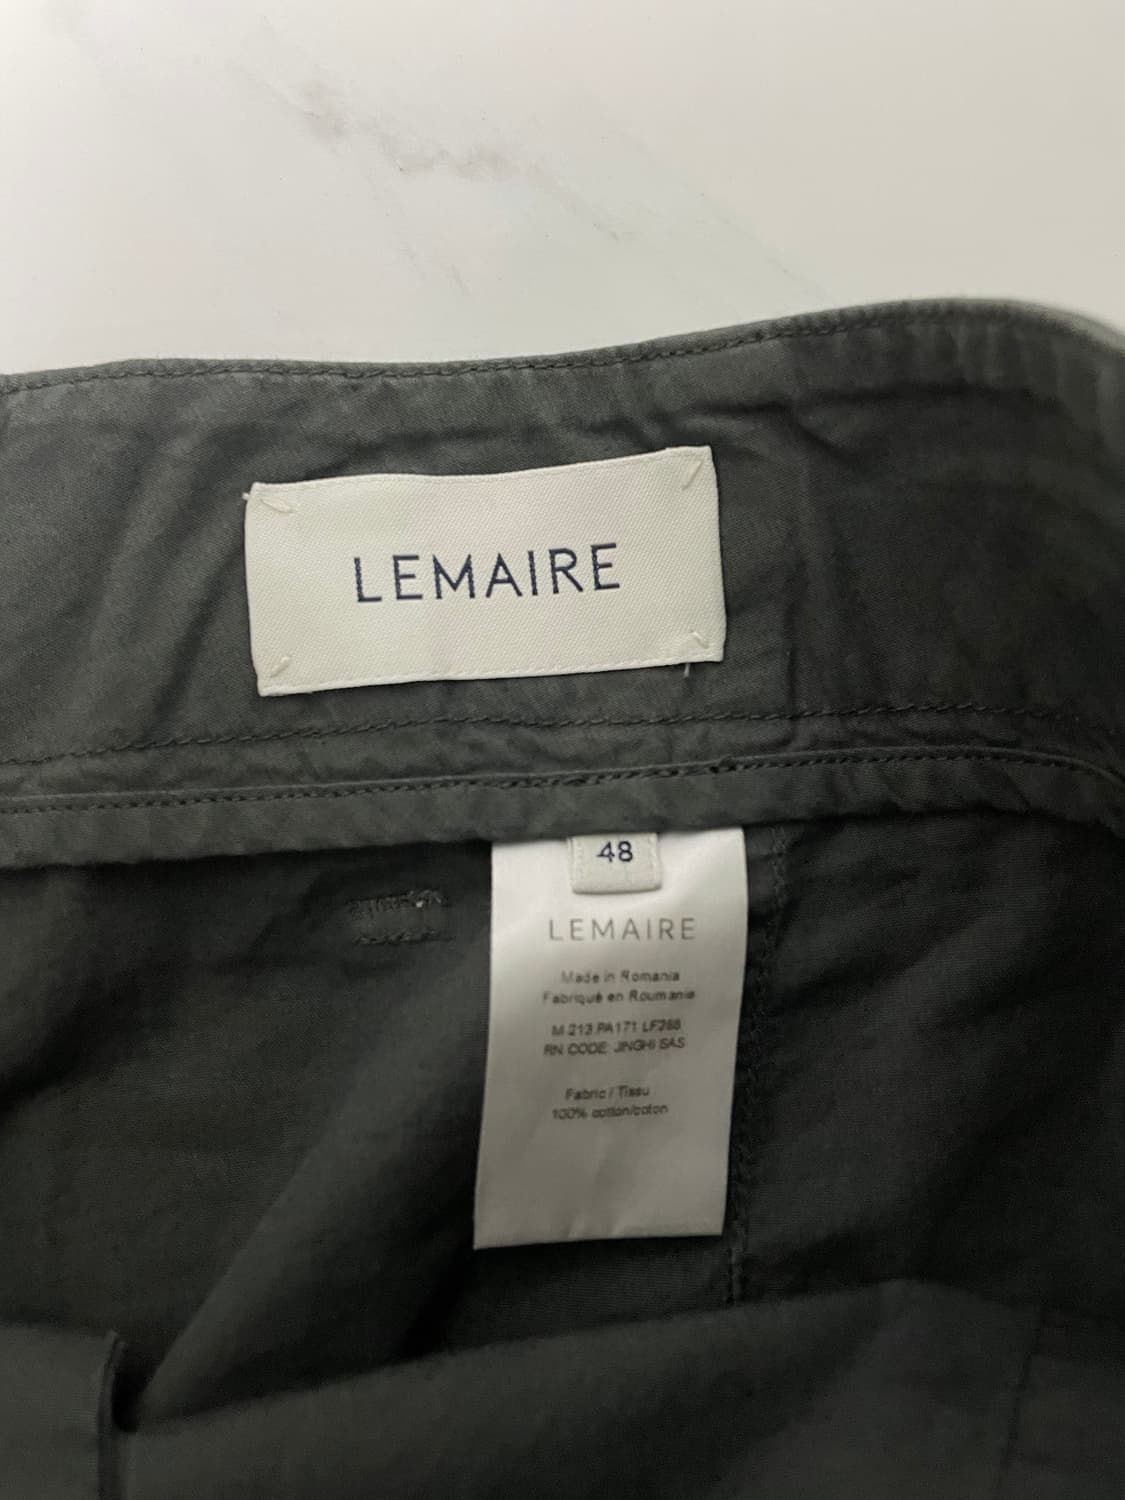 LEMAIRE
48
LEMAIRE
Made in Romania
Fabriqué en Roumanie
M 213 PA171 LF268
RN CODE: JINGHI SAS
Fabric / Tissu
100% cotton/coton